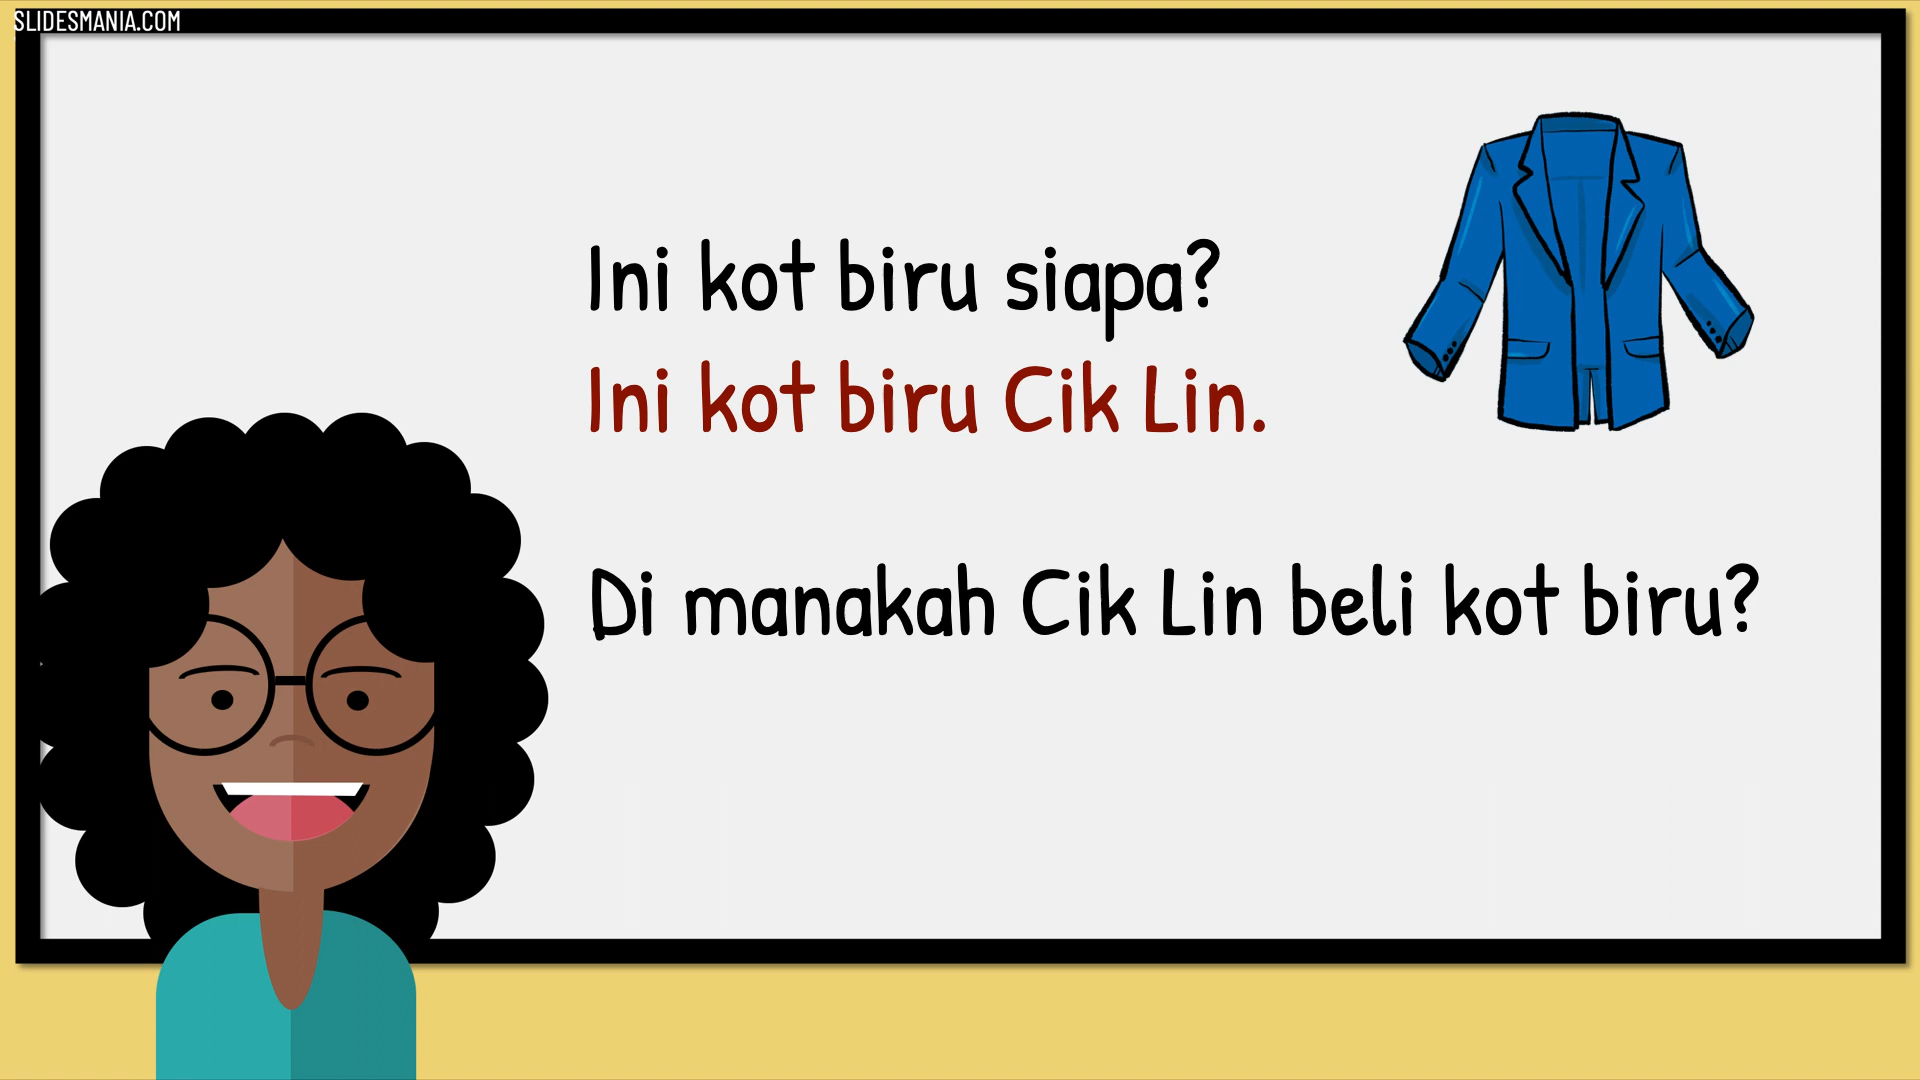 SLIDESMANIA.COM
Ini kot biru siapa?
Ini kot biru Cik Lin.
Di manakah Cik Lin beli kot biru?